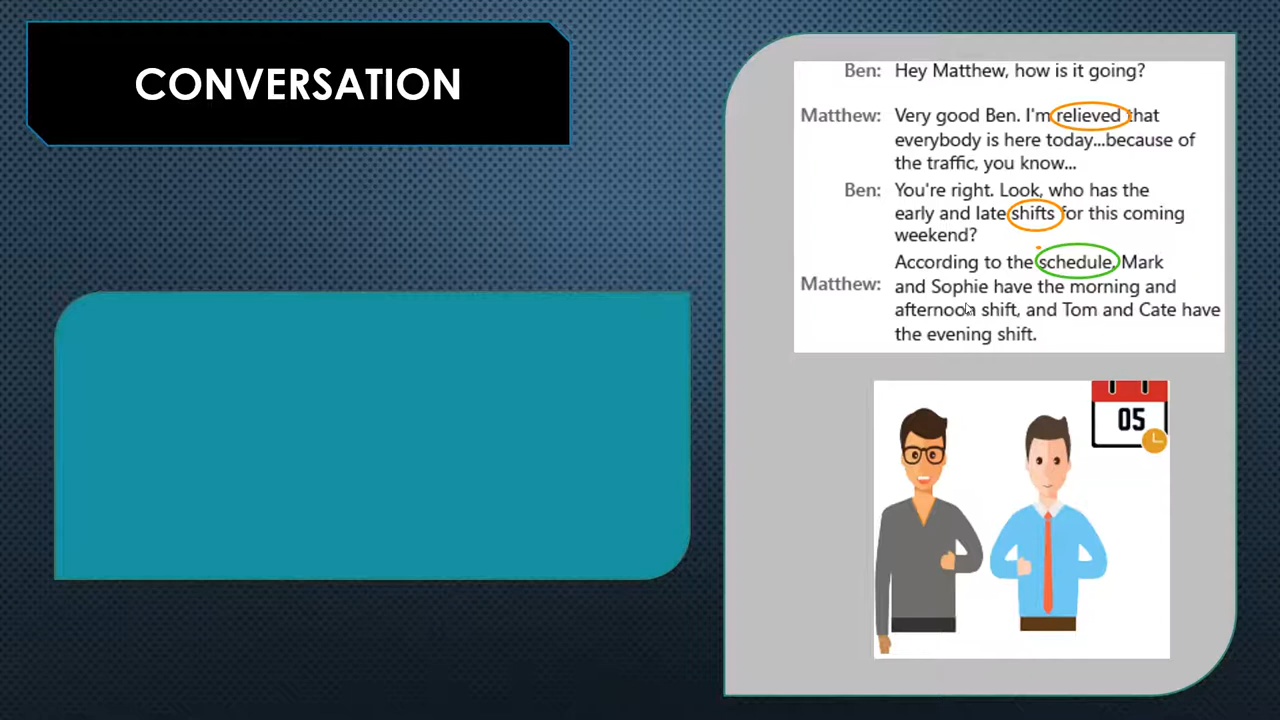 CONVERSATION
Ben: Hey Matthew, how is it going?
Matthew: Very good Ben. I'm relieved that
everybody is here today...because of
the traffic, you know...
Ben: You're right. Look, who has the
early and late shifts for this coming
weekend?
According to the schedule, Mark
Matthew: and Sophie have the morning and
afternoon shift, and Tom and Cate have
the evening shift.
05